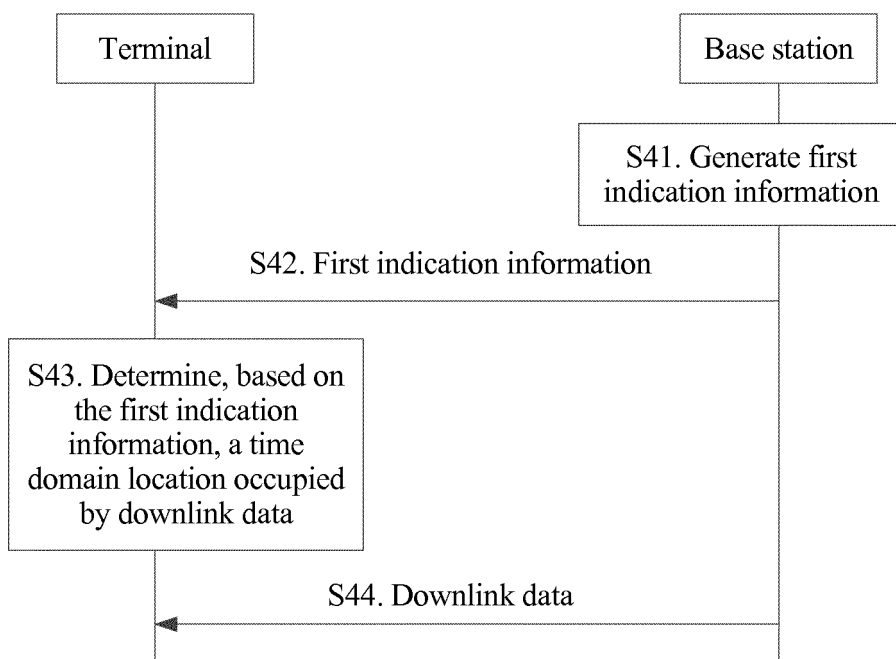 Terminal
Base station
S41. Generate first
indication information
S42. First indication information
S43. Determine, based on
the first indication
information, a time
domain location occupied
by downlink data
S44. Downlink data